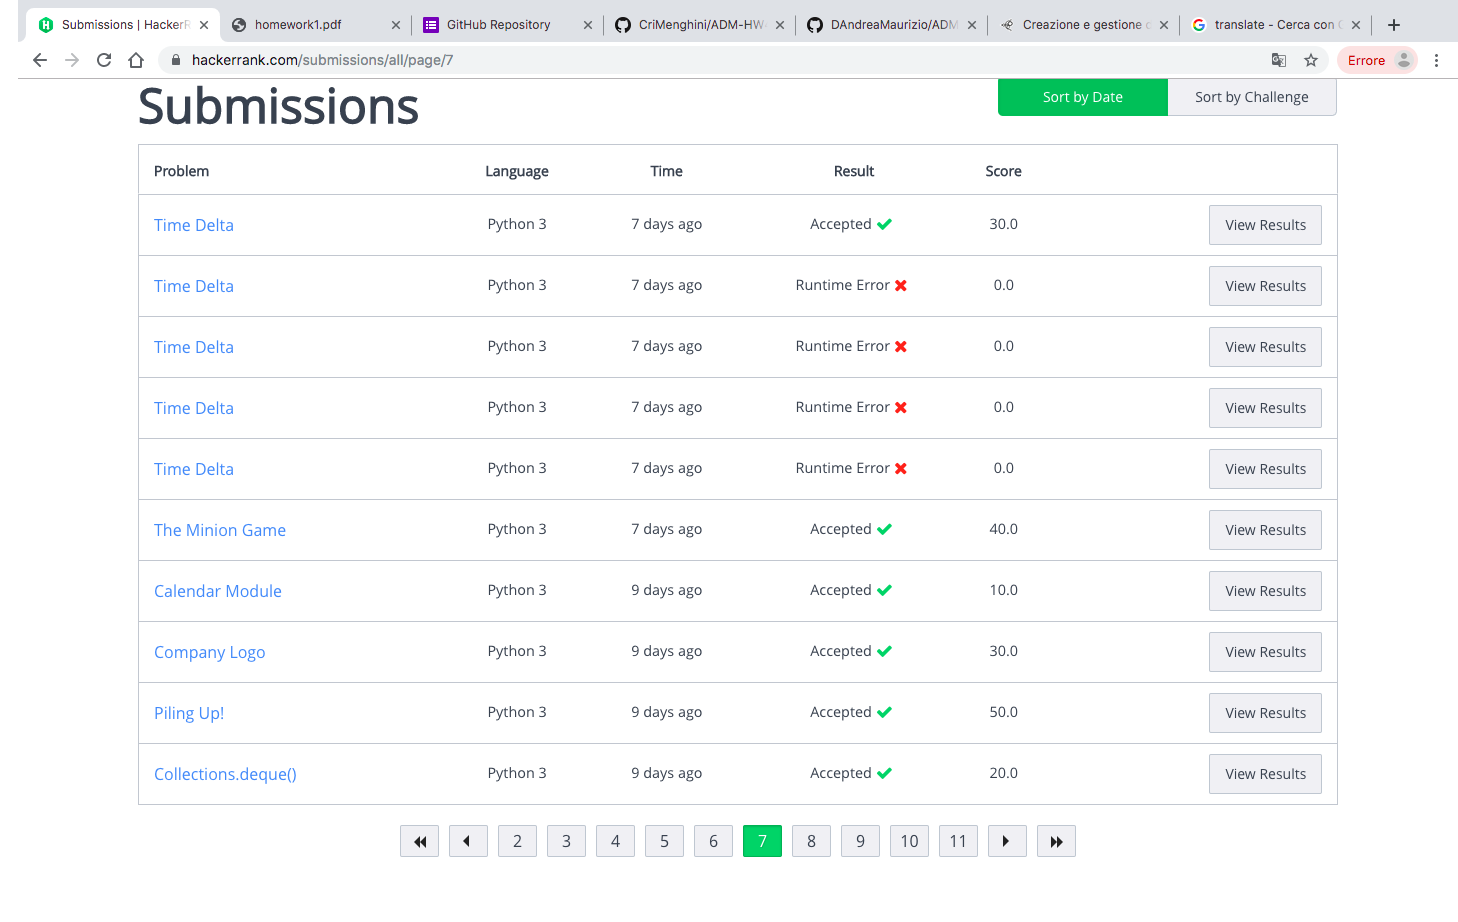 Submissions | HackerR
homework1.pdf
GitHub Repository
CriMenghini/ADM-HW
DAndreaMaurizio/ADM
Creazione e gestione
translate - Cerca con
hackerrank.com/submissions/all/page/7
Errore
Submissions
Sort by Date
Sort by Challenge
Problem Language Time Result Score
Time Delta Python 3 7 days ago Accepted 30.0 View Results
Time Delta Python 3 7 days ago Runtime Error 0.0 View Results
Time Delta Python 3 7 days ago Runtime Error 0.0 View Results
Time Delta Python 3 7 days ago Runtime Error 0.0 View Results
Time Delta Python 3 7 days ago Runtime Error 0.0 View Results
The Minion Game Python 3 7 days ago Accepted 40.0 View Results
Calendar Module Python 3 9 days ago Accepted 10.0 View Results
Company Logo Python 3 9 days ago Accepted 30.0 View Results
Piling Up! Python 3 9 days ago Accepted 50.0 View Results
Collections.deque() Python 3 9 days ago Accepted 20.0 View Results
2 3 4 5 6 7 8 9 10 11